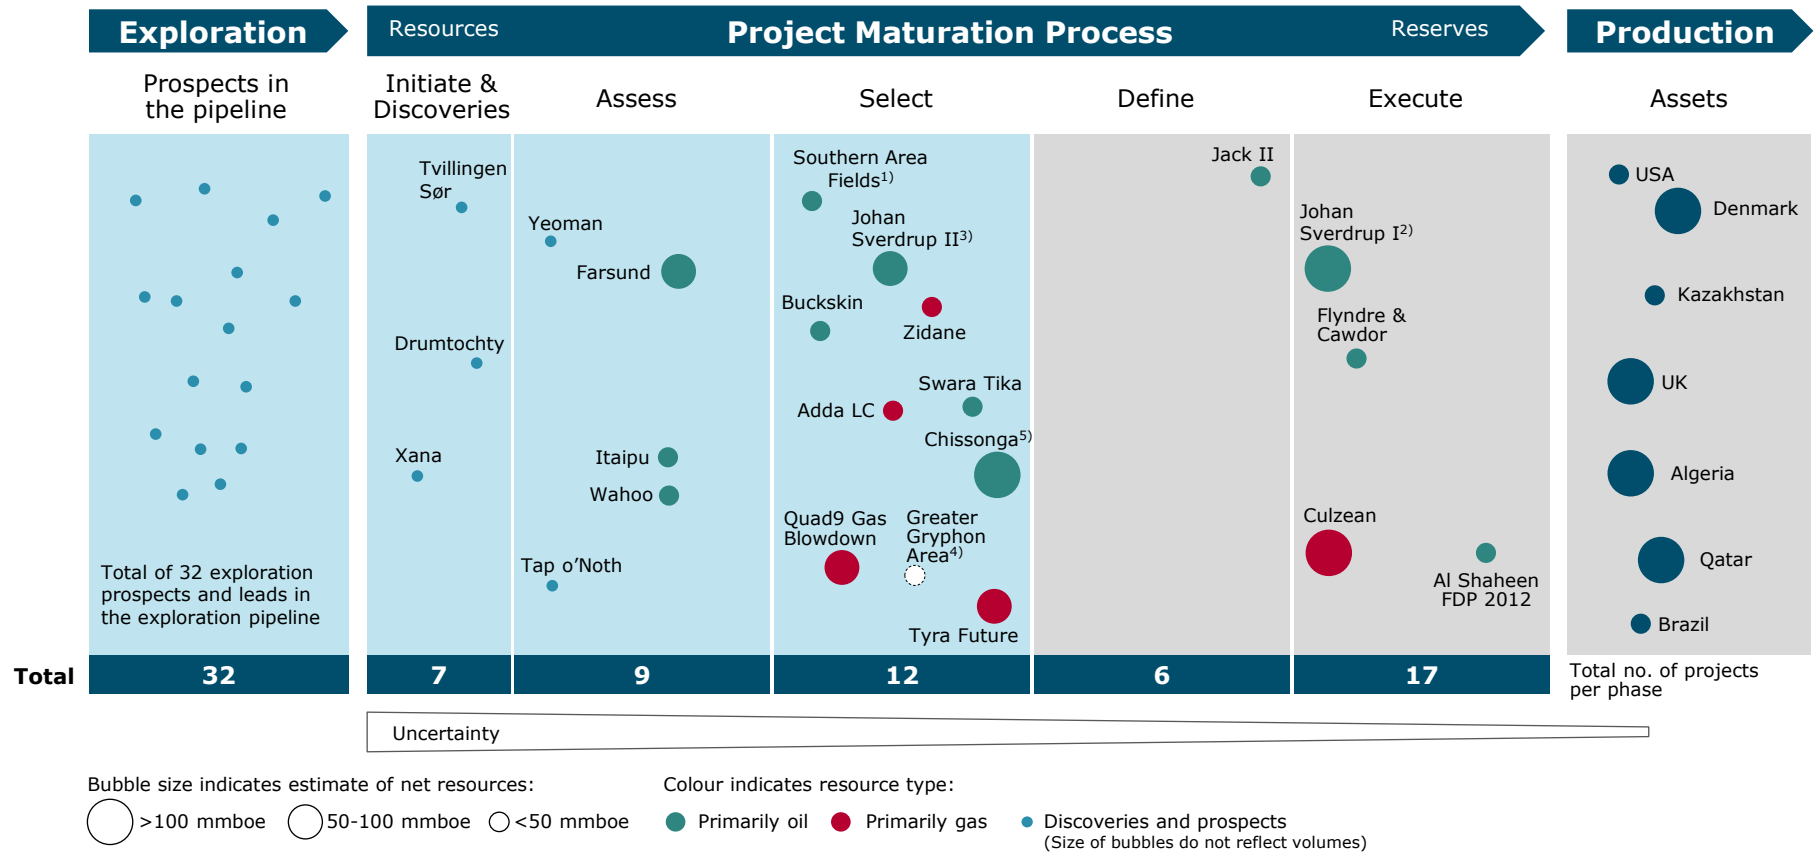 Exploration
Resources
Project Maturation Process
Reserves
Production
Prospects in
the pipeline
Initiate &
Discoveries
Assess
Select
Define
Execute
Assets
Total of 32 exploration
prospects and leads in
the exploration pipeline
Tvillingen
Sør
Drumtochty
Xana
Yeoman
Farsund
Itaipu
Wahoo
Tap o’Noth
Southern Area
Fields1)
Johan
Sverdrup II3)
Buckskin
Zidane
Swara Tika
Adda LC
Chissonga5)
Quad9 Gas
Blowdown
Greater
Gryphon
Area4)
Tyra Future
Jack II
Johan
Sverdrup I2)
Flyndre &
Cawdor
Culzean
Al Shaheen
FDP 2012
USA
Denmark
Kazakhstan
UK
Algeria
Qatar
Brazil
Total
32
7
9
12
6
17
Total no. of projects
per phase
Uncertainty
Bubble size indicates estimate of net resources:
>100 mmboe
50-100 mmboe
<50 mmboe
Colour indicates resource type:
Primarily oil
Primarily gas
Discoveries and prospects
(Size of bubbles do not reflect volumes)